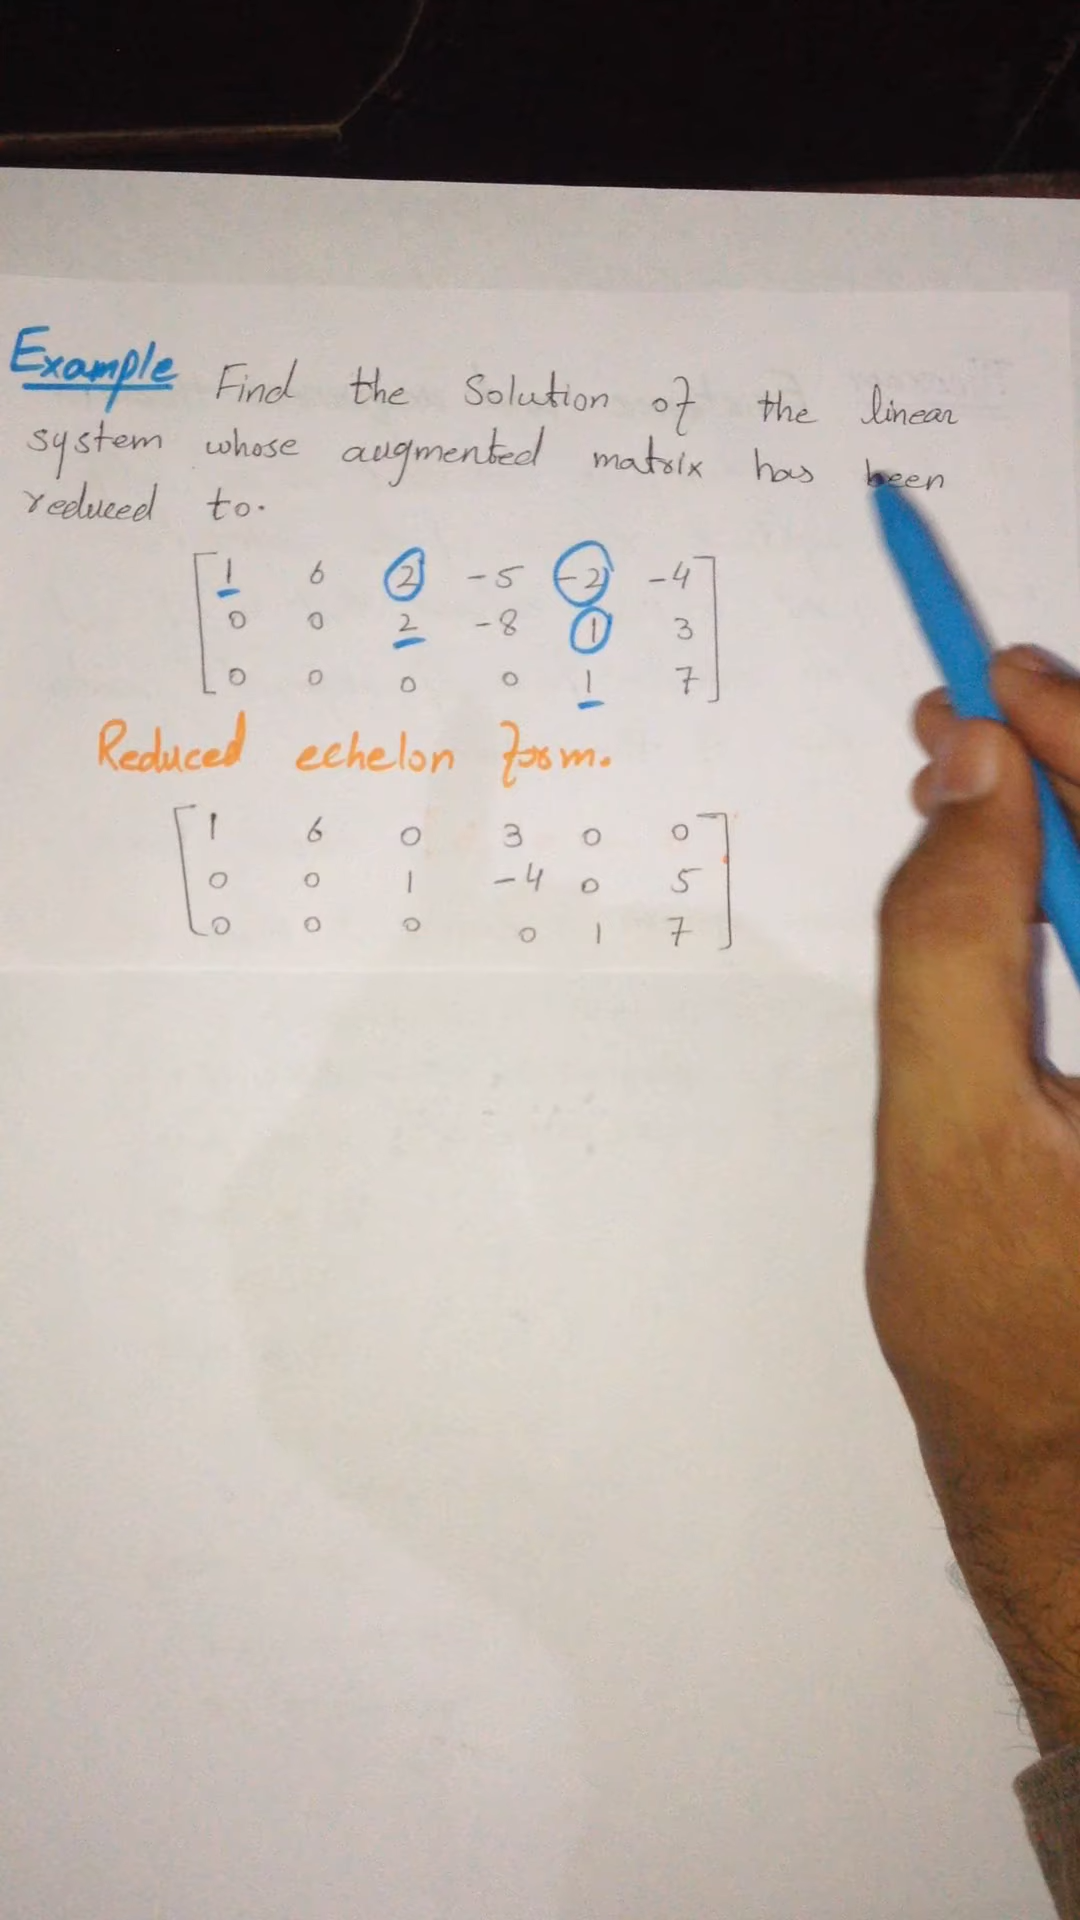 Example Find the Solution of the linear
system whose augmented matrix has been
reduced to.
1 6 2 -5 -2 -4
0 0 2 -8 1 3
0 0 0 0 1 7
Reduced echelon form.
1 6 0 3 0 0
0 0 1 -4 0 5
0 0 0 0 1 7